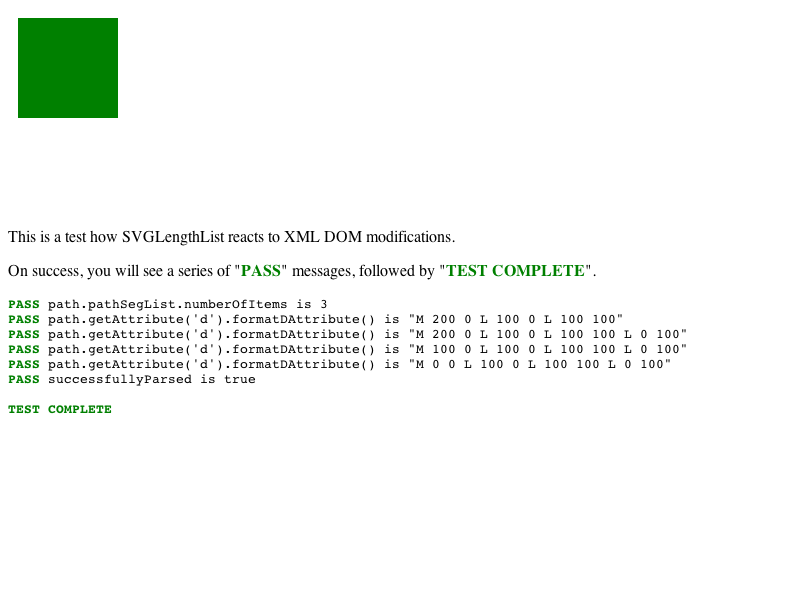 This is a test how SVGLengthList reacts to XML DOM modifications.
On success, you will see a series of "PASS" messages, followed by "TEST COMPLETE".
PASS path.pathSegList.numberOfItems is 3
PASS path.getAttribute('d').formatDAttribute() is "M 200 0 L 100 0 L 100 100"
PASS path.getAttribute('d').formatDAttribute() is "M 200 0 L 100 0 L 100 100 L 0 100"
PASS path.getAttribute('d').formatDAttribute() is "M 100 0 L 100 0 L 100 100 L 0 100"
PASS path.getAttribute('d').formatDAttribute() is "M 0 0 L 100 0 L 100 100 L 0 100"
PASS successfullyParsed is true
TEST COMPLETE